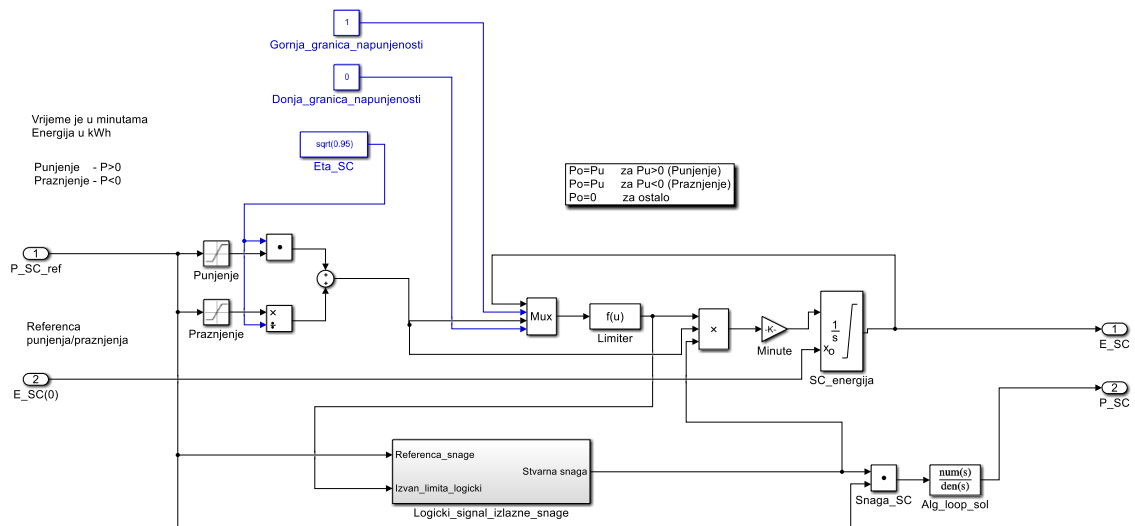 1
Gornja_granica_napunjenosti
0
Donja_granica_napunjenosti
Vrijeme je u minutama
Energija u kWh
Punjenje - P>0
Praznjenje - P<0
sqrt(0.95)
Eta_SC
Po=Pu za Pu>0 (Punjenje)
Po=Pu za Pu<0 (Praznjenje)
Po=0 za ostalo
1
P_SC_ref
Punjenje
+
+
×
÷
Praznjenje
Referenca
punjenja/praznjenja
Mux
f(u)
Limiter
×
-K-
Minute
1
s
xo
SC_energija
1
E_SC
2
E_SC(0)
2
P_SC
Referenca_snage
Stvarna snaga
Izvan_limita_logicki
Logicki_signal_izlazne_snage
Snaga_SC
num(s)
den(s)
Alg_loop_sol